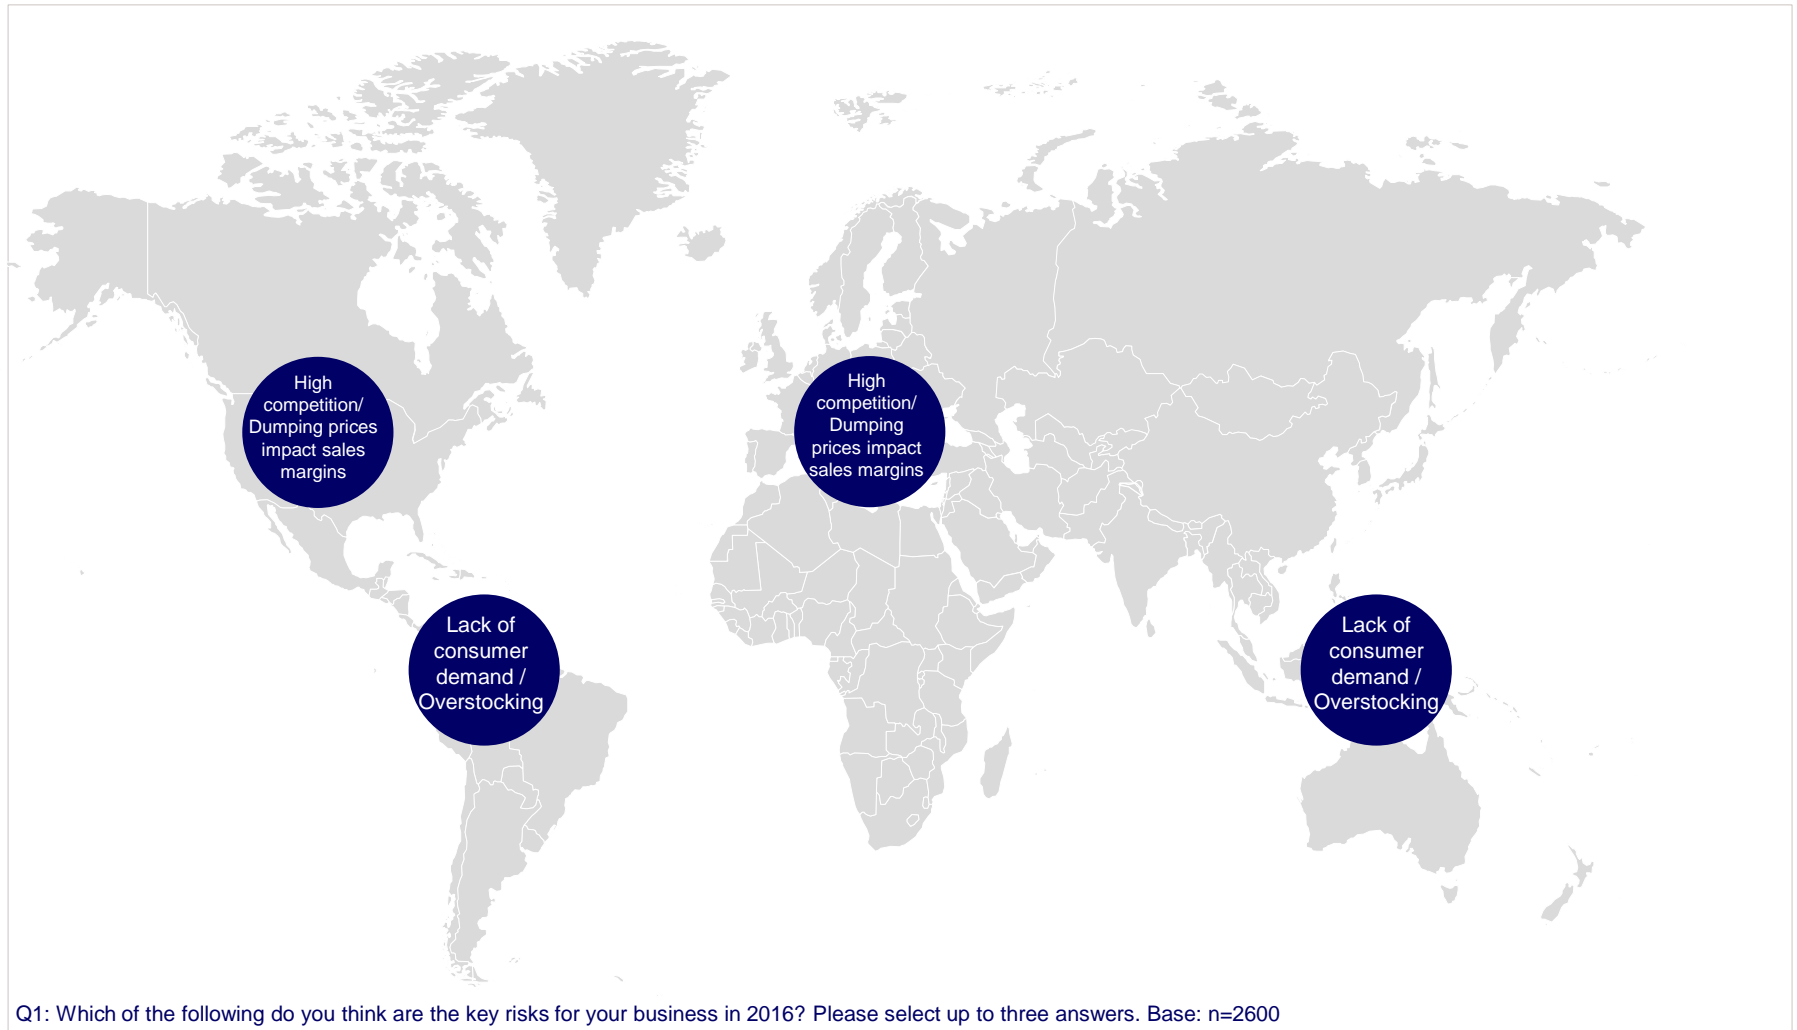 High
competition/
Dumping prices
impact sales
margins
High
competition/
Dumping
prices impact
sales margins
Lack of
consumer
demand /
Overstocking
Lack of
consumer
demand /
Overstocking
Q1: Which of the following do you think are the key risks for your business in 2016? Please select up to three answers. Base: n=2600